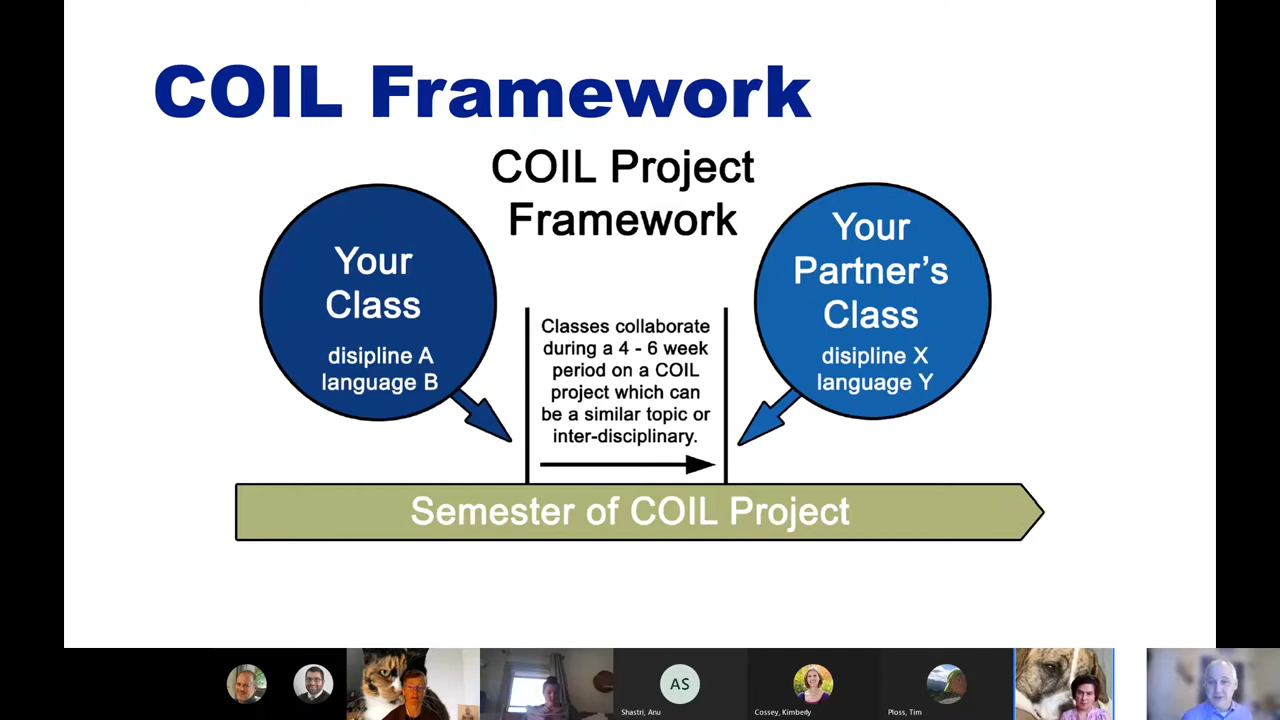 COIL Framework
COIL Project
Framework
Your
Class
disipline A
language B
Classes collaborate
during a 4 - 6 week
period on a COIL
project which can
be a similar topic or
inter-disciplinary.
Your
Partner’s
Class
disipline X
language Y
Semester of COIL Project
AS
Shastri, Anu
Cossey, Kimberly
Ploss, Tim